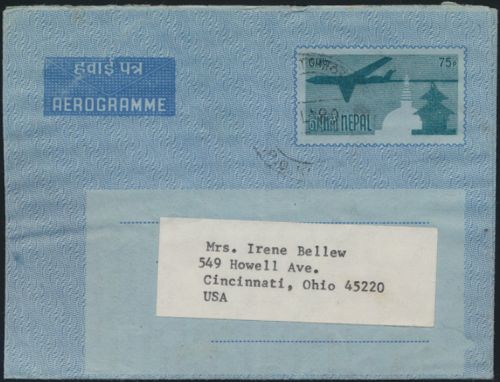 हवाई पत्र
AEROGRAMME
75P
नेपाल NEPAL
Mrs. Irene Bellew
549 Howell Ave.
Cincinnati, Ohio 45220
USA